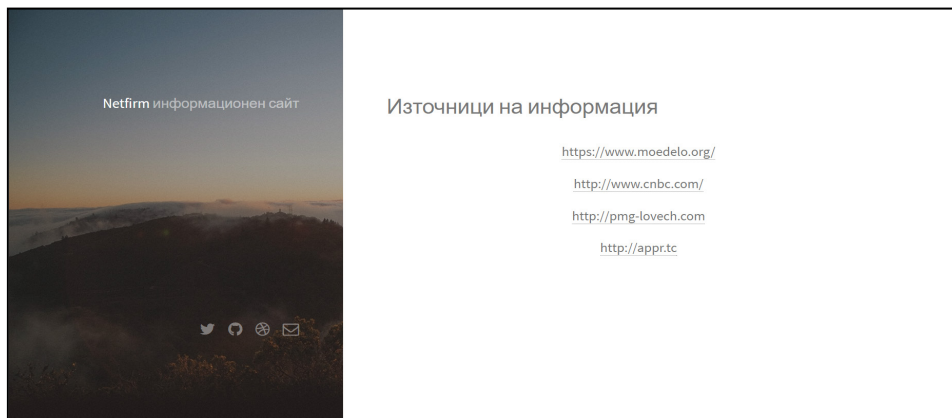 Netfirm информационен сайт
Източници на информация
https://www.moedelo.org/
http://www.cnbc.com/
http://pmg-lovech.com
http://appr.tc